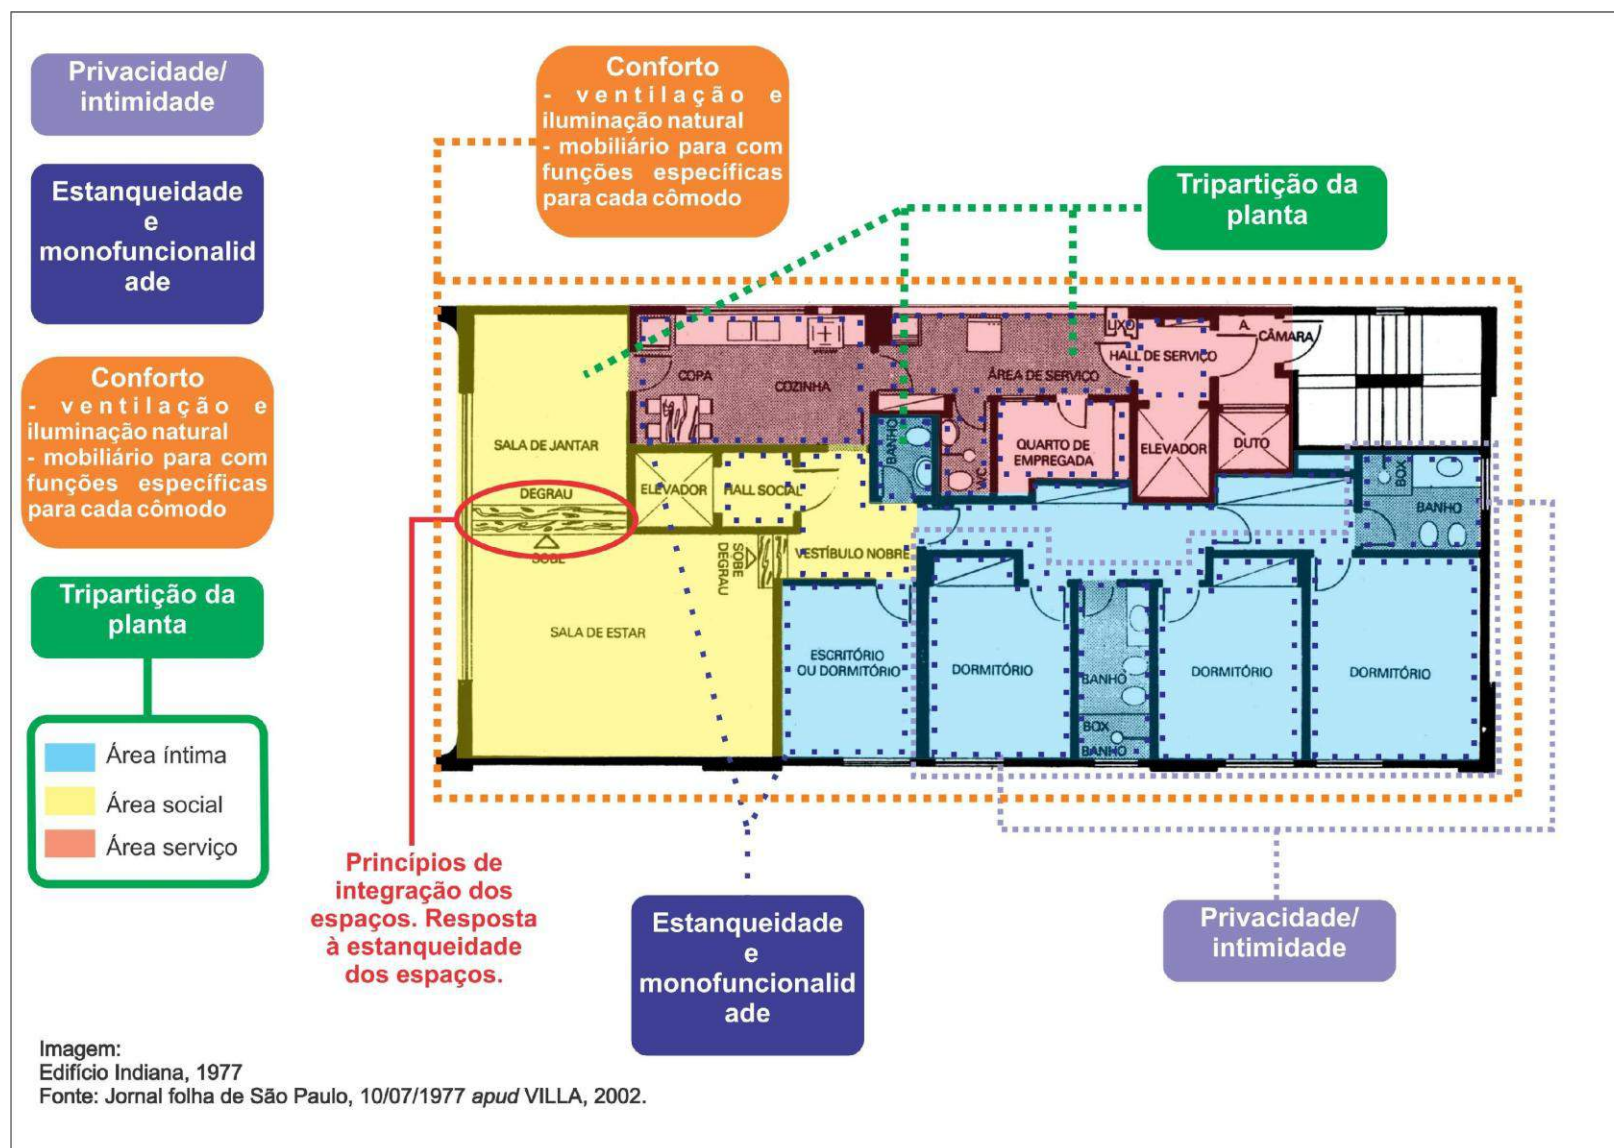 Privacidade/
intimidade
Estanqueidade
e
monofuncionalid
ade
Conforto
- ventilação e
iluminação natural
- mobiliário para com
funções específicas
para cada cômodo
Tripartição da
planta
Área íntima
Área social
Área serviço
Conforto
- ventilação e
iluminação natural
- mobiliário para com
funções específicas
para cada cômodo
Tripartição da
planta
SALA DE JANTAR
DEGRAU
SOBE
SALA DE ESTAR
COPA
COZINHA
ELEVADOR
HALL SOCIAL
SOBE
DEGRAU
VESTÍBULO NOBRE
BANHO
WC
ÁREA DE SERVIÇO
LIXO
HALL DE SERVIÇO
A.
CÂMARA
QUARTO DE
EMPREGADA
ELEVADOR
DUTO
BOX
BANHO
ESCRITÓRIO
OU DORMITÓRIO
DORMITÓRIO
BANHO
BOX
BANHO
DORMITÓRIO
DORMITÓRIO
Princípios de
integração dos
espaços. Resposta
à estanqueidade
dos espaços.
Estanqueidade
e
monofuncionalid
ade
Privacidade/
intimidade
Imagem:
Edifício Indiana, 1977
Fonte: Jornal folha de São Paulo, 10/07/1977 apud VILLA, 2002.